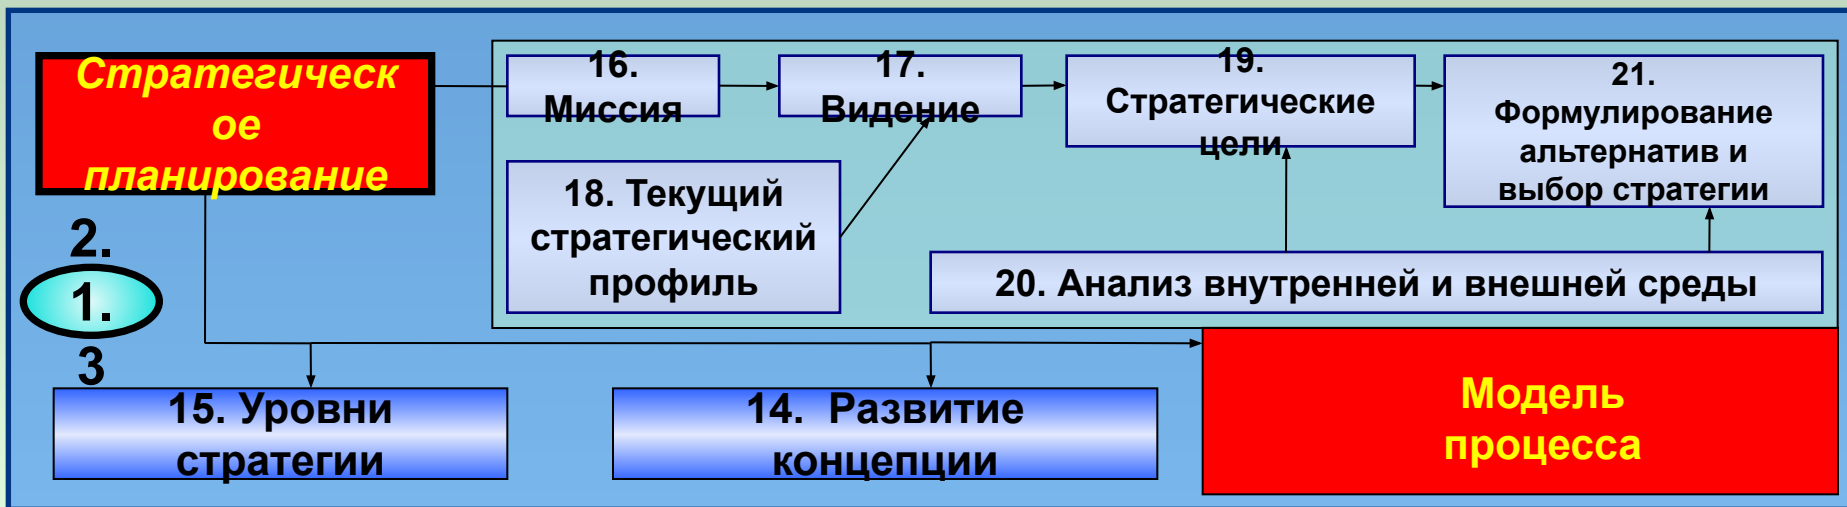 Стратегическ
ое
планирование
16.
Миссия
17.
Видение
19.
Стратегические
цели
21.
Формулирование
альтернатив и
выбор стратегии
18. Текущий
стратегический
профиль
20. Анализ внутренней и внешней среды
2.
1.
3
15. Уровни
стратегии
14. Развитие
концепции
Модель
процесса